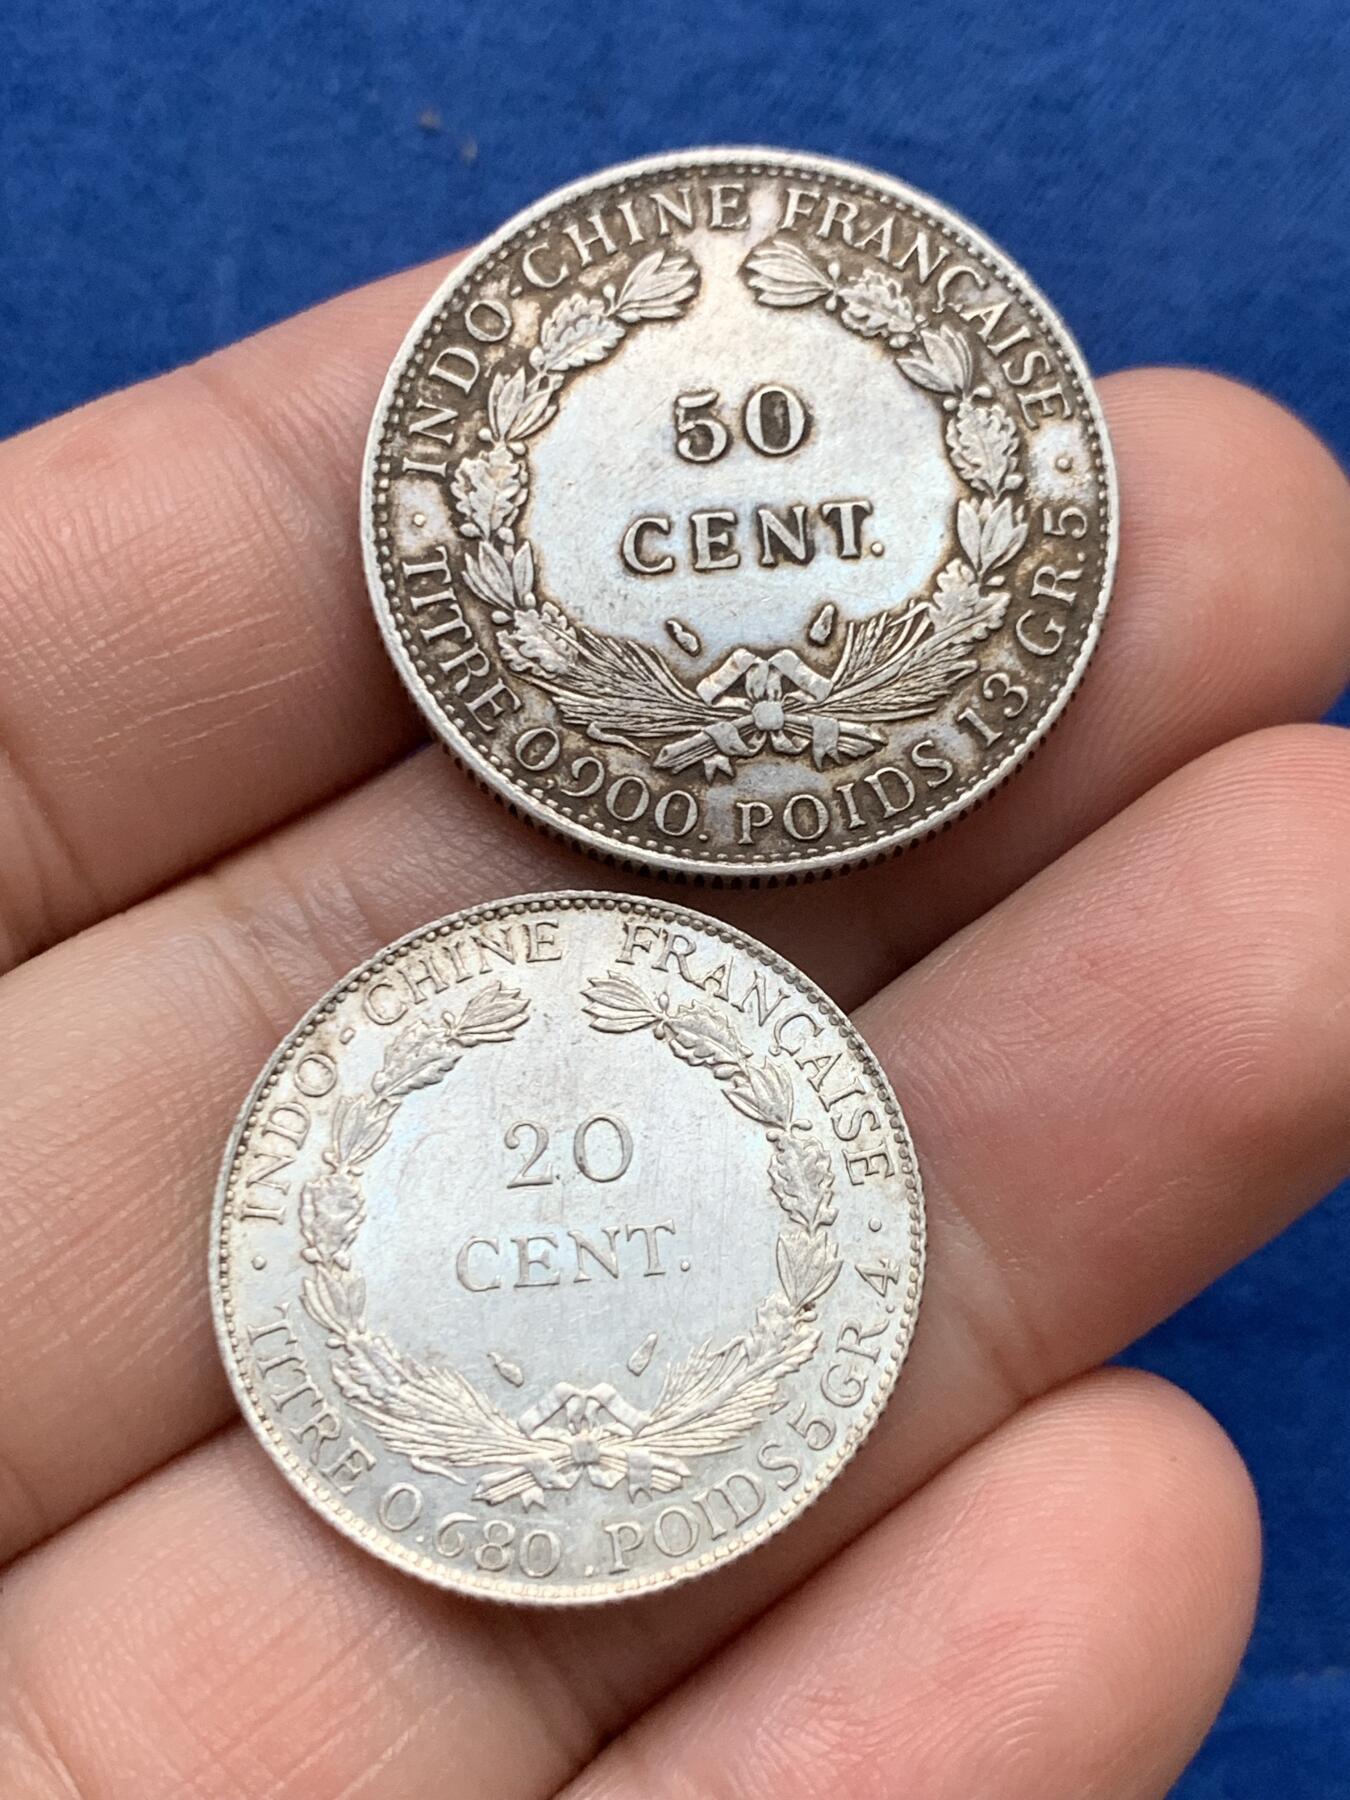 INDO-CHINE FRANÇAISE
50
CENT.
TITRE 0,900. POIDS 13 GR.5
INDO-CHINE FRANÇAISE
20
CENT.
TITRE 0.680 .POIDS 5 GR.4